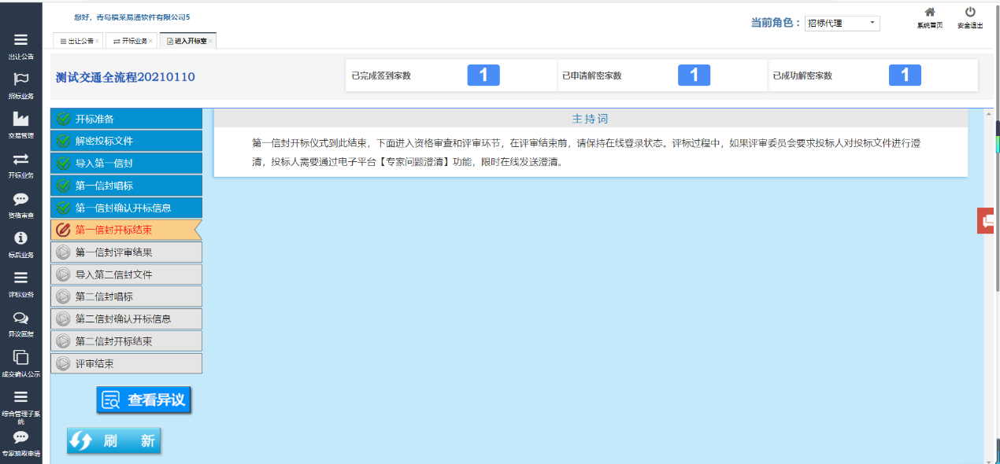 您好，青岛福莱易通软件有限公司5
当前角色： 招标代理
系统首页
安全退出
出让公告×
开标业务×
进入开标室×
出让公告
招标业务
交易管理
开标业务
资格审查
标后业务
评标业务
异议回复
成交确认公示
综合管理子系
统
专家抽取申请
测试交通全流程20210110
已完成签到家数 1
已申请解密家数 1
已成功解密家数 1
开标准备
解密投标文件
导入第一信封
第一信封唱标
第一信封确认开标信息
第一信封开标结束
第一信封评审结果
导入第二信封文件
第二信封唱标
第二信封确认开标信息
第二信封开标结束
评审结束
查看异议
刷 新
主持词
第一信封开标仪式到此结束，下面进入资格审查和评审环节，在评审结束前，请保持在线登录状态。评标过程中，如果评审委员会要求投标人对投标文件进行澄
清，投标人需要通过电子平台【专家问题澄清】功能，限时在线发送澄清。